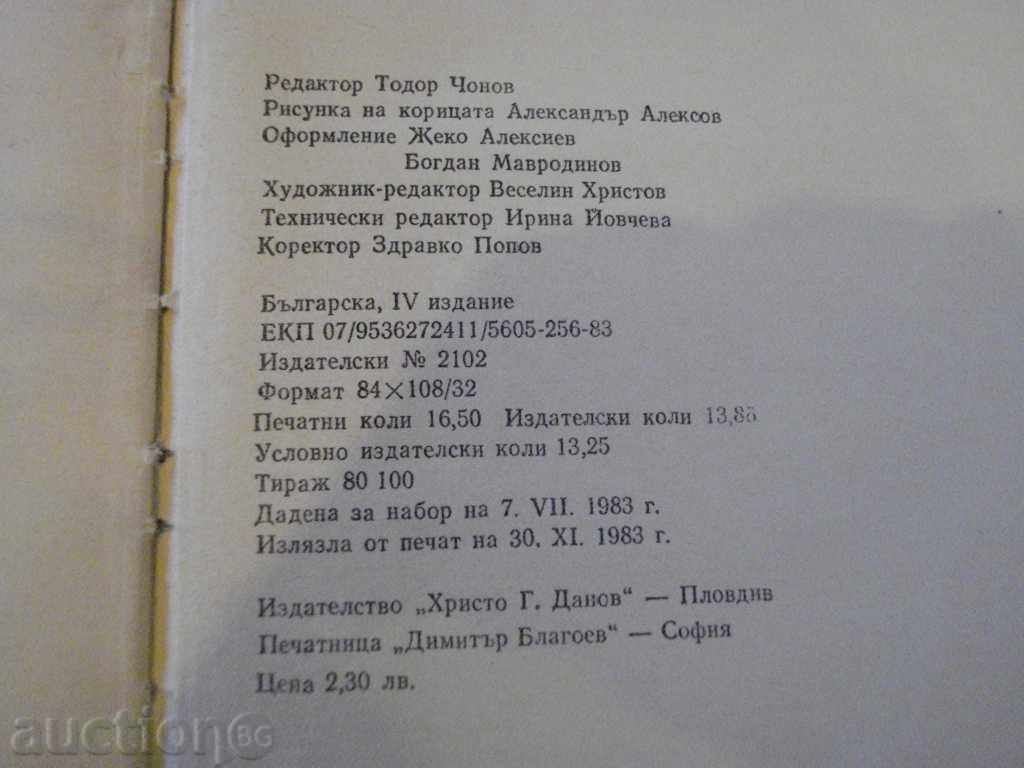 Редактор Тодор Чонов
Рисунка на корицата Александър Алексов
Оформление Жеко Алексиев
Богдан Мавродинов
Художник-редактор Веселин Христов
Технически редактор Ирина Йовчева
Коректор Здравко Попов
Българска, IV издание
ЕКП 07/9536272411/5605-256-83
Издателски № 2102
Формат 84×108/32
Печатни коли 16,50 Издателски коли 13,85
Условно издателски коли 13,25
Тираж 80 100
Дадена за набор на 7. VII. 1983 г.
Излязла от печат на 30. XI. 1983 г.
Издателство „Христо Г. Данов“ — Пловдив
Печатница „Димитър Благоев“ — София
Цена 2,30 лв.
auctionБG